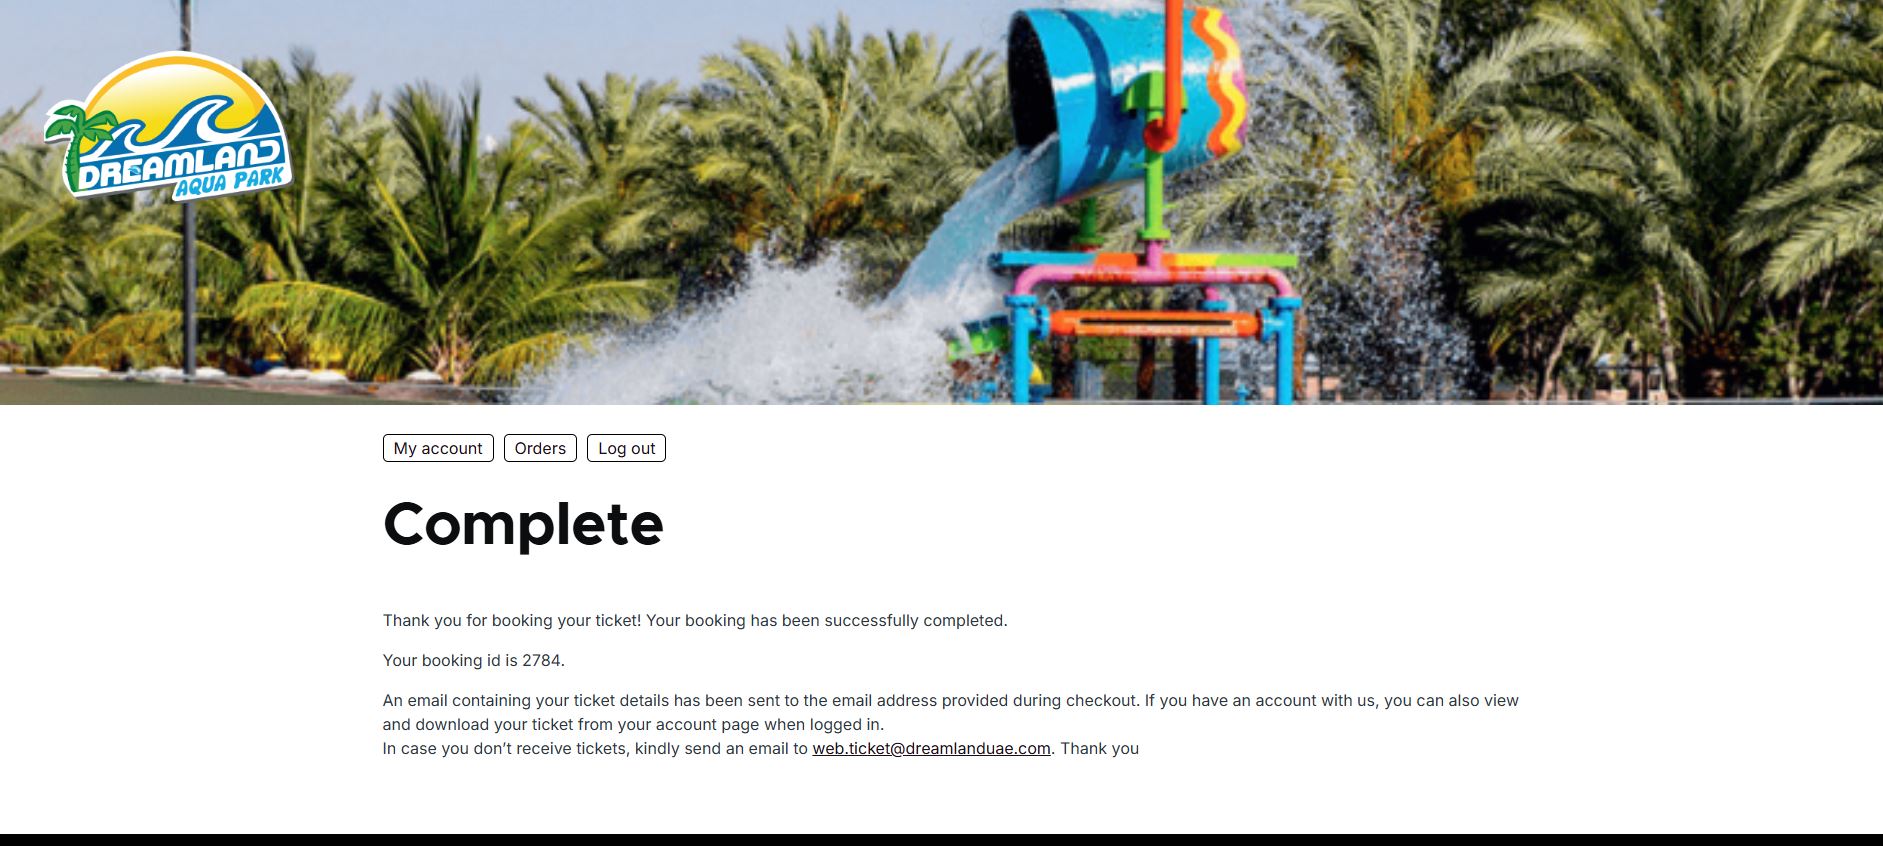 DREAMLAND
AQUA PARK
My account Orders Log out
Complete
Thank you for booking your ticket! Your booking has been successfully completed.
Your booking id is 2784.
An email containing your ticket details has been sent to the email address provided during checkout. If you have an account with us, you can also view
and download your ticket from your account page when logged in.
In case you don’t receive tickets, kindly send an email to web.ticket@dreamlanduae.com. Thank you